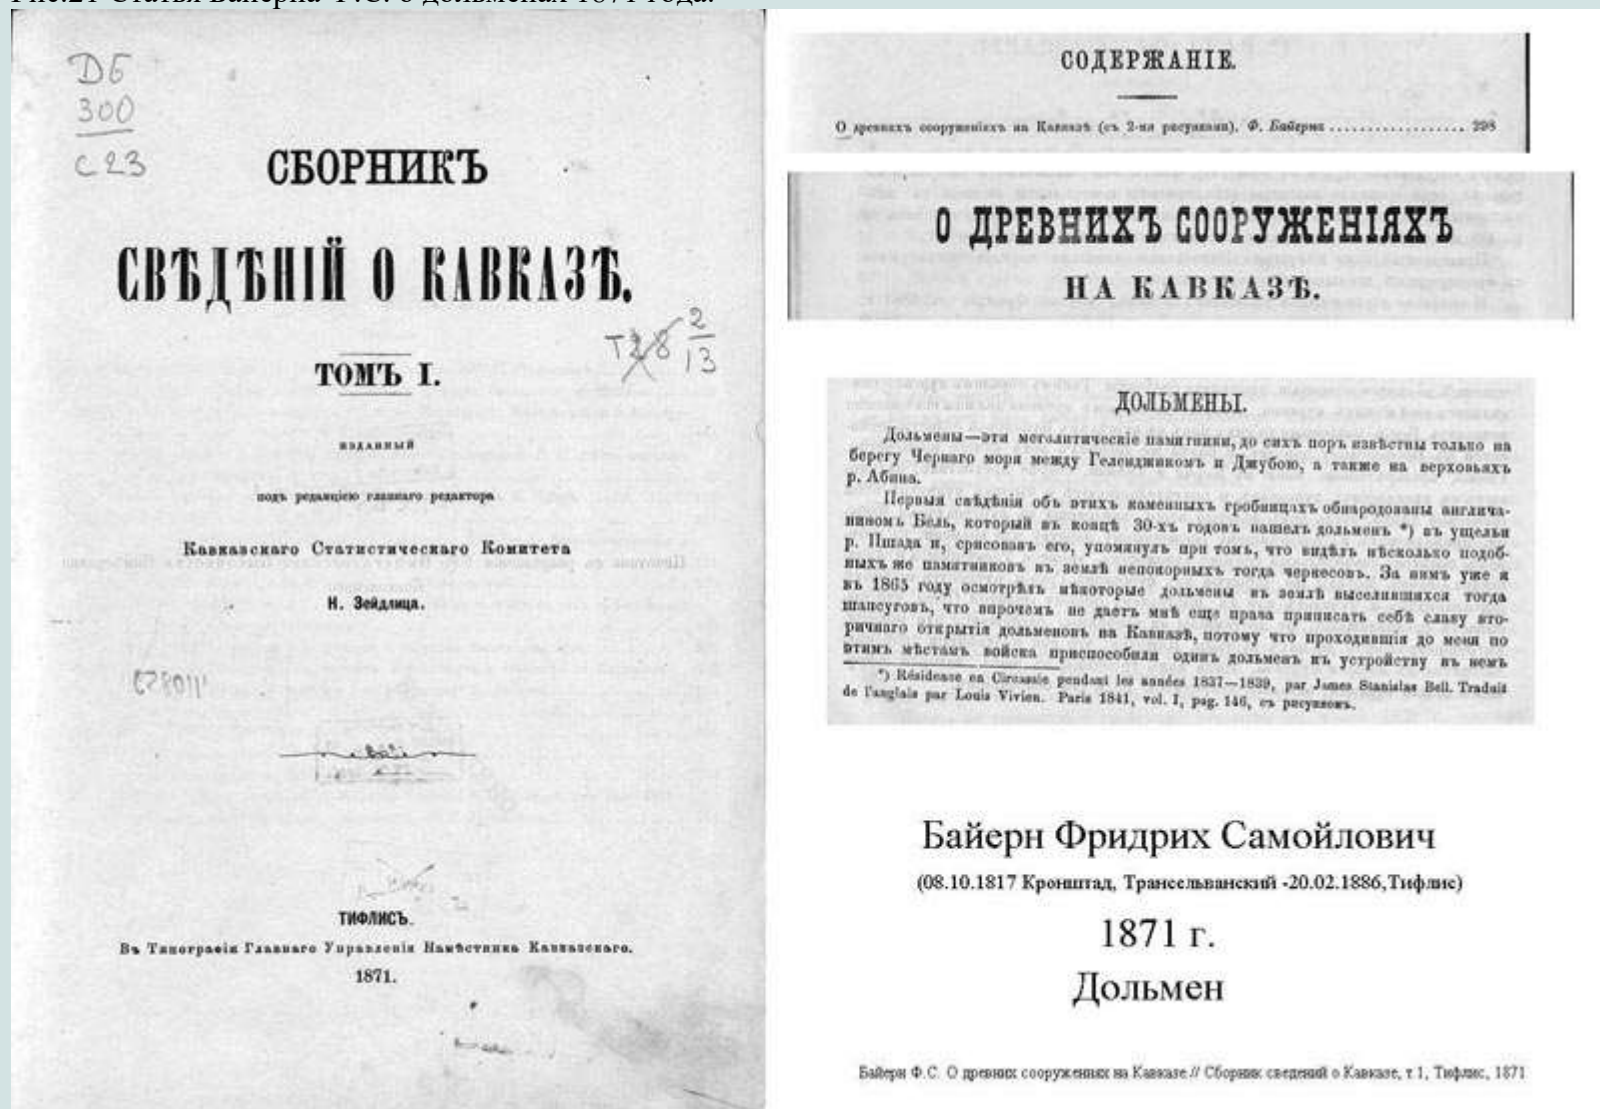 Рис.21 Статья Байерна Ф.С. о дольменах 1871 года.
ДБ
300
С23
СБОРНИКЪ
СВѢДѢНІЙ О КАВКАЗѢ.
2
13
ТОМЪ I.
ИЗДАННЫЙ
подъ редакціею главнаго редактора
Кавказскаго Статистическаго Комитета
Н. Зейдлица.
ТИФЛИСЪ.
Въ Типографіи Главнаго Управленія Намѣстника Кавказскаго.
1871.
СОДЕРЖАНІЕ.
О древнихъ сооруженіяхъ на Кавказѣ (съ 2-мя рисунками), Ф. Байерна .................. 298
О ДРЕВНИХЪ СООРУЖЕНІЯХЪ
НА КАВКАЗѢ.
ДОЛЬМЕНЫ.
Дольмены—эти мегалитическіе памятники, до сихъ поръ извѣстны только на
берегу Чернаго моря между Геленджикомъ и Джубою, а также на верховьяхъ
р. Абина.
Первыя свѣдѣнія объ этихъ каменныхъ гробницахъ обнародованы англича-
ниномъ Бель, который въ концѣ 30-хъ годовъ нашелъ дольменъ *) въ ущельи
р. Пшада и, срисовавъ его, упомянулъ при томъ, что видѣлъ нѣсколько подоб-
ныхъ же памятниковъ въ землѣ непокорныхъ тогда черкесовъ. За нимъ уже я
въ 1865 году осмотрѣлъ нѣкоторые дольмены въ землѣ выселившихся тогда
шапсуговъ, что впрочемъ не даетъ мнѣ еще права приписать себѣ славу вто-
ричнаго открытія дольменовъ на Кавказѣ, потому что проходившія до меня по
этимъ мѣстамъ войска приспособили одинъ дольменъ къ устройству въ немъ
*) Résidence en Circassie pendant les années 1837—1839, par James Stanislas Bell. Traduit
de l'anglais par Louis Vivien. Paris 1841, vol. I, pag. 146, съ рисункомъ.
Байерн Фридрих Самойлович
(08.10.1817 Кронштад, Трансельванский -20.02.1886,Тифлис)
1871 г.
Дольмен
Байерн Ф.С. О древних сооружениях на Кавказе // Сборник сведений о Кавказе, т.1, Тифлис, 1871